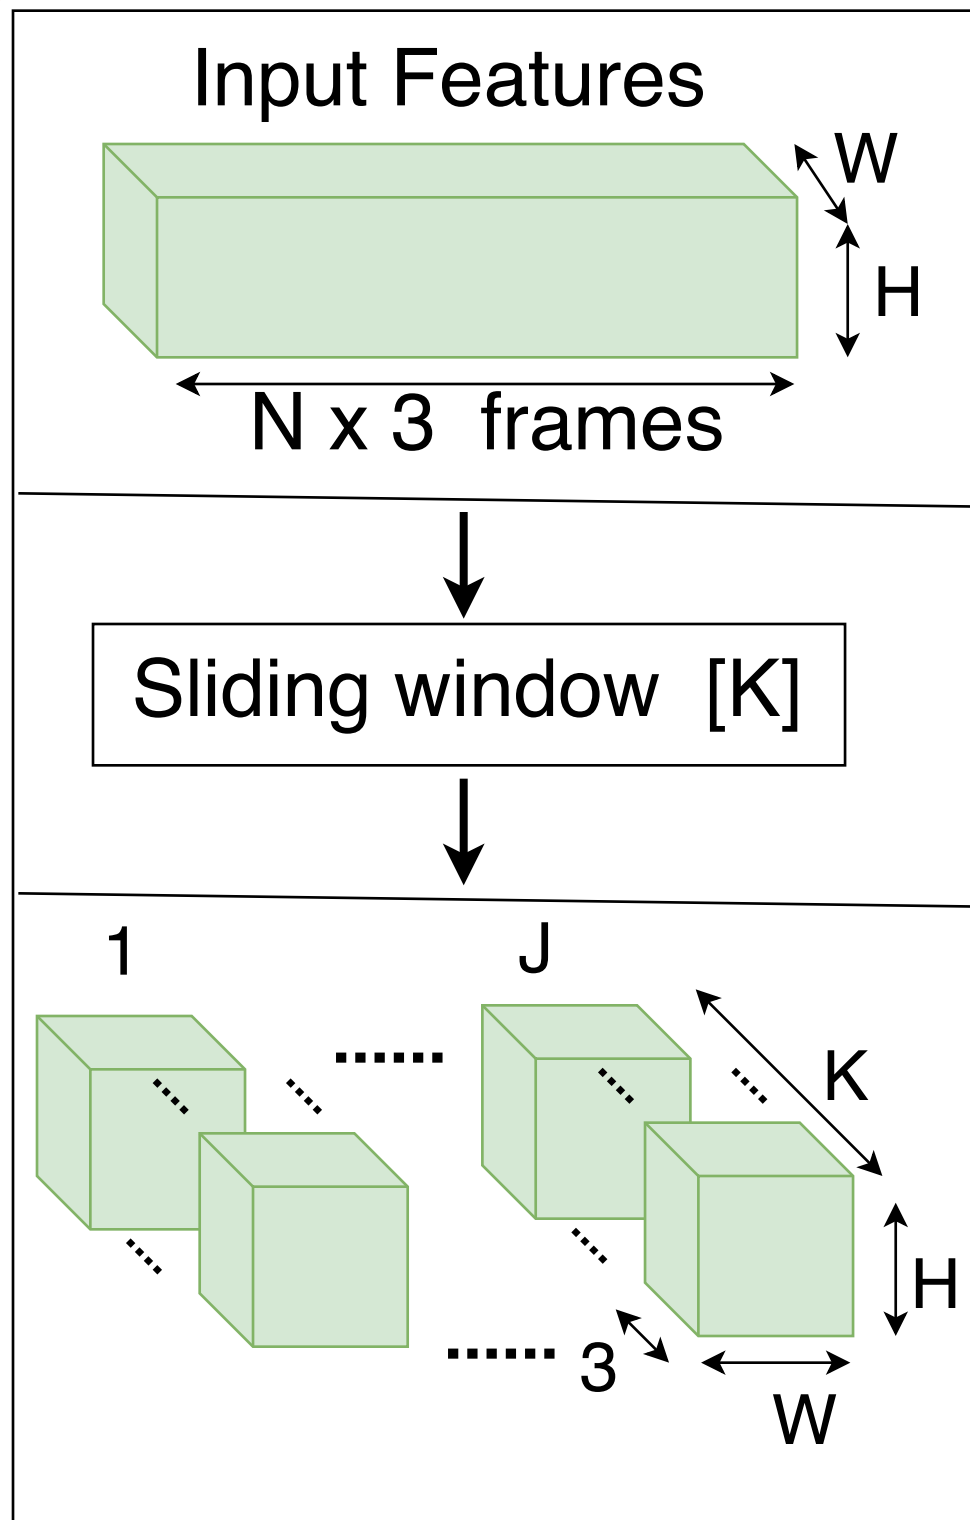 Input Features
W
H
N x 3 frames
Sliding window [K]
1
J
K
H
3
W